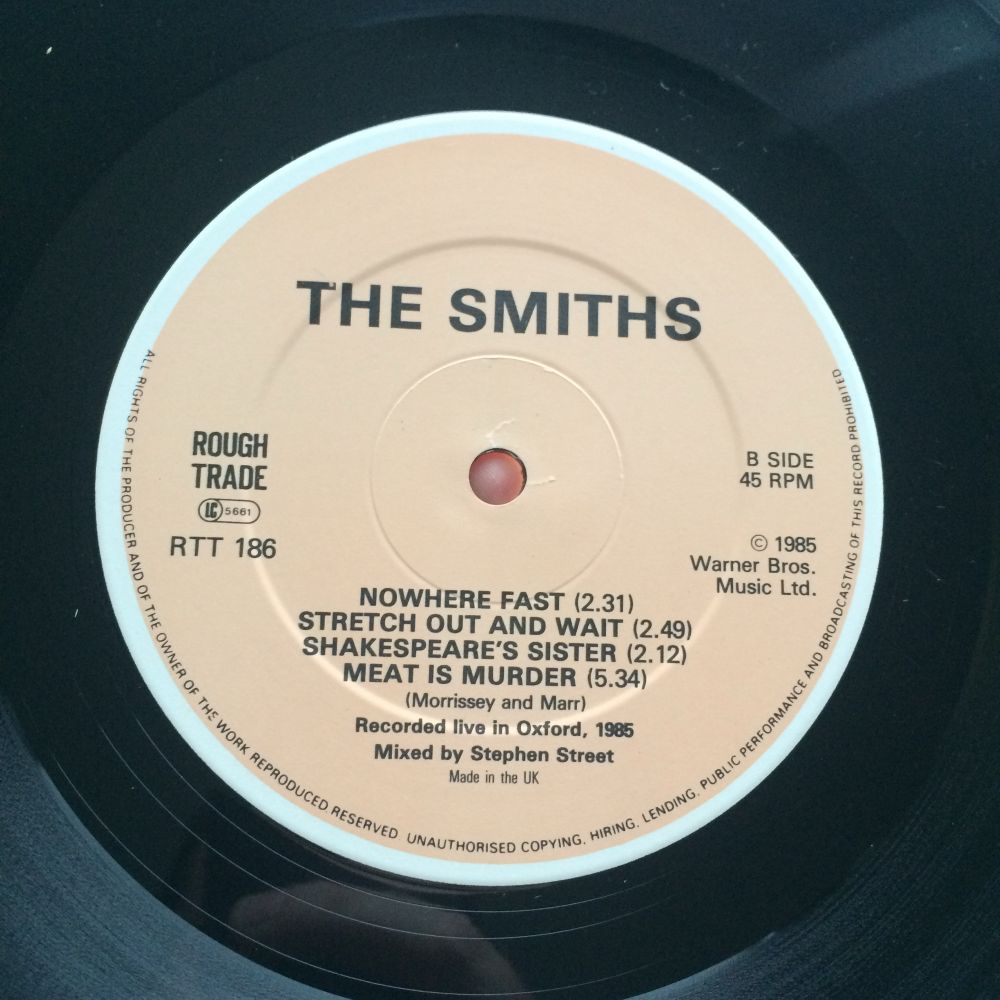 THE SMITHS
ROUGH
TRADE
LC 5661
RTT 186
B SIDE
45 RPM
© 1985
Warner Bros.
Music Ltd.
NOWHERE FAST (2.31)
STRETCH OUT AND WAIT (2.49)
SHAKESPEARE'S SISTER (2.12)
MEAT IS MURDER (5.34)
(Morrissey and Marr)
Recorded live in Oxford, 1985
Mixed by Stephen Street
Made in the UK
ALL RIGHTS OF THE PRODUCER AND OF THE OWNER OF THE WORK REPRODUCED RESERVED. UNAUTHORISED COPYING, HIRING, LENDING, PUBLIC PERFORMANCE AND BROADCASTING OF THIS RECORD PROHIBITED